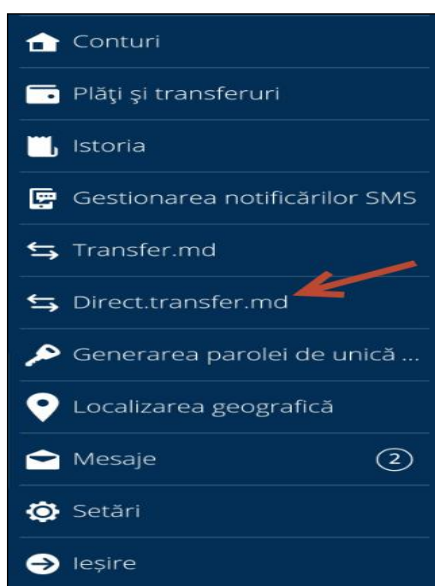 Conturi
Plăţi şi transferuri
Istoria
Gestionarea notificărilor SMS
Transfer.md
Direct.transfer.md
Generarea parolei de unică ...
Localizarea geografică
Mesaje 2
Setări
Ieșire